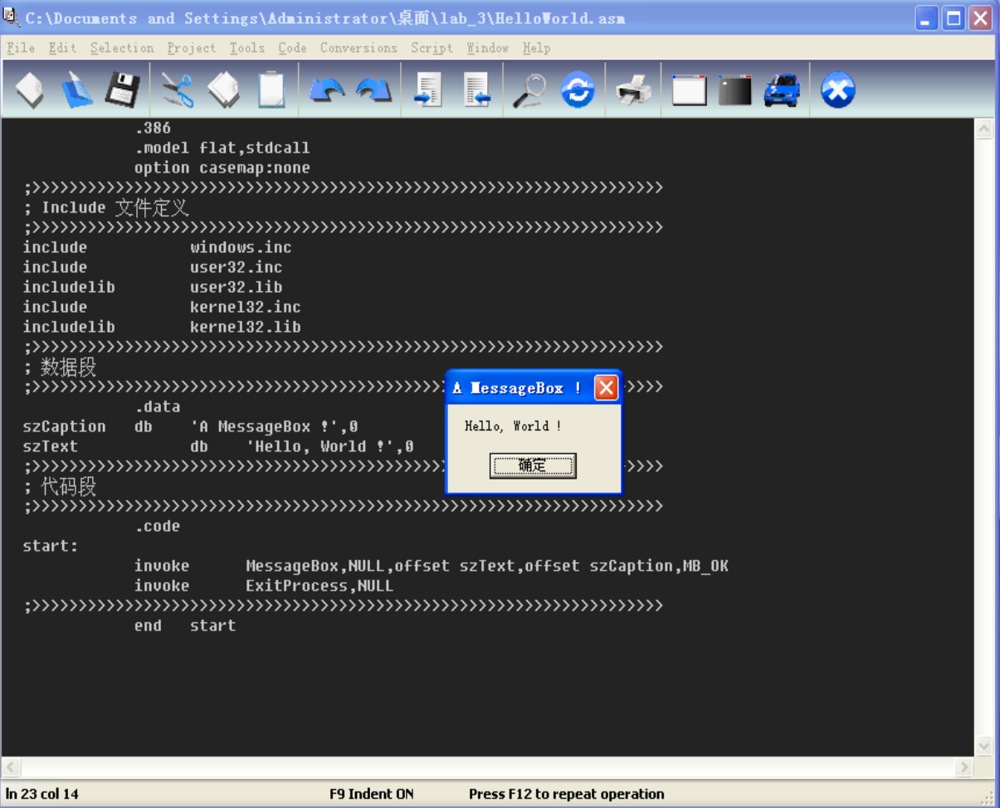 C:\Documents and Settings\Administrator\桌面\lab_3\HelloWorld.asm
File Edit Selection Project Tools Code Conversions Script Window Help
.386
.model flat,stdcall
option casemap:none
;>>>>>>>>>>>>>>>>>>>>>>>>>>>>>>>>>>>>>>>>>>>>>>>>>>>>>>>>>>>>>>>>>>>>
; Include 文件定义
;>>>>>>>>>>>>>>>>>>>>>>>>>>>>>>>>>>>>>>>>>>>>>>>>>>>>>>>>>>>>>>>>>>>>
include windows.inc
include user32.inc
includelib user32.lib
include kernel32.inc
includelib kernel32.lib
;>>>>>>>>>>>>>>>>>>>>>>>>>>>>>>>>>>>>>>>>>>>>>>>>>>>>>>>>>>>>>>>>>>>>
; 数据段
;>>>>>>>>>>>>>>>>>>>>>>>>>>>>>>>>>>>>>>>>>>>>> >>>>
.data
szCaption db 'A MessageBox !',0
szText db 'Hello, World !',0
;>>>>>>>>>>>>>>>>>>>>>>>>>>>>>>>>>>>>>>>>>>>>> >>>>
; 代码段
;>>>>>>>>>>>>>>>>>>>>>>>>>>>>>>>>>>>>>>>>>>>>>>>>>>>>>>>>>>>>>>>>>>>>
.code
start:
invoke MessageBox,NULL,offset szText,offset szCaption,MB_OK
invoke ExitProcess,NULL
;>>>>>>>>>>>>>>>>>>>>>>>>>>>>>>>>>>>>>>>>>>>>>>>>>>>>>>>>>>>>>>>>>>>>
end start
A MessageBox !
Hello, World !
确定
ln 23 col 14 F9 Indent ON Press F12 to repeat operation